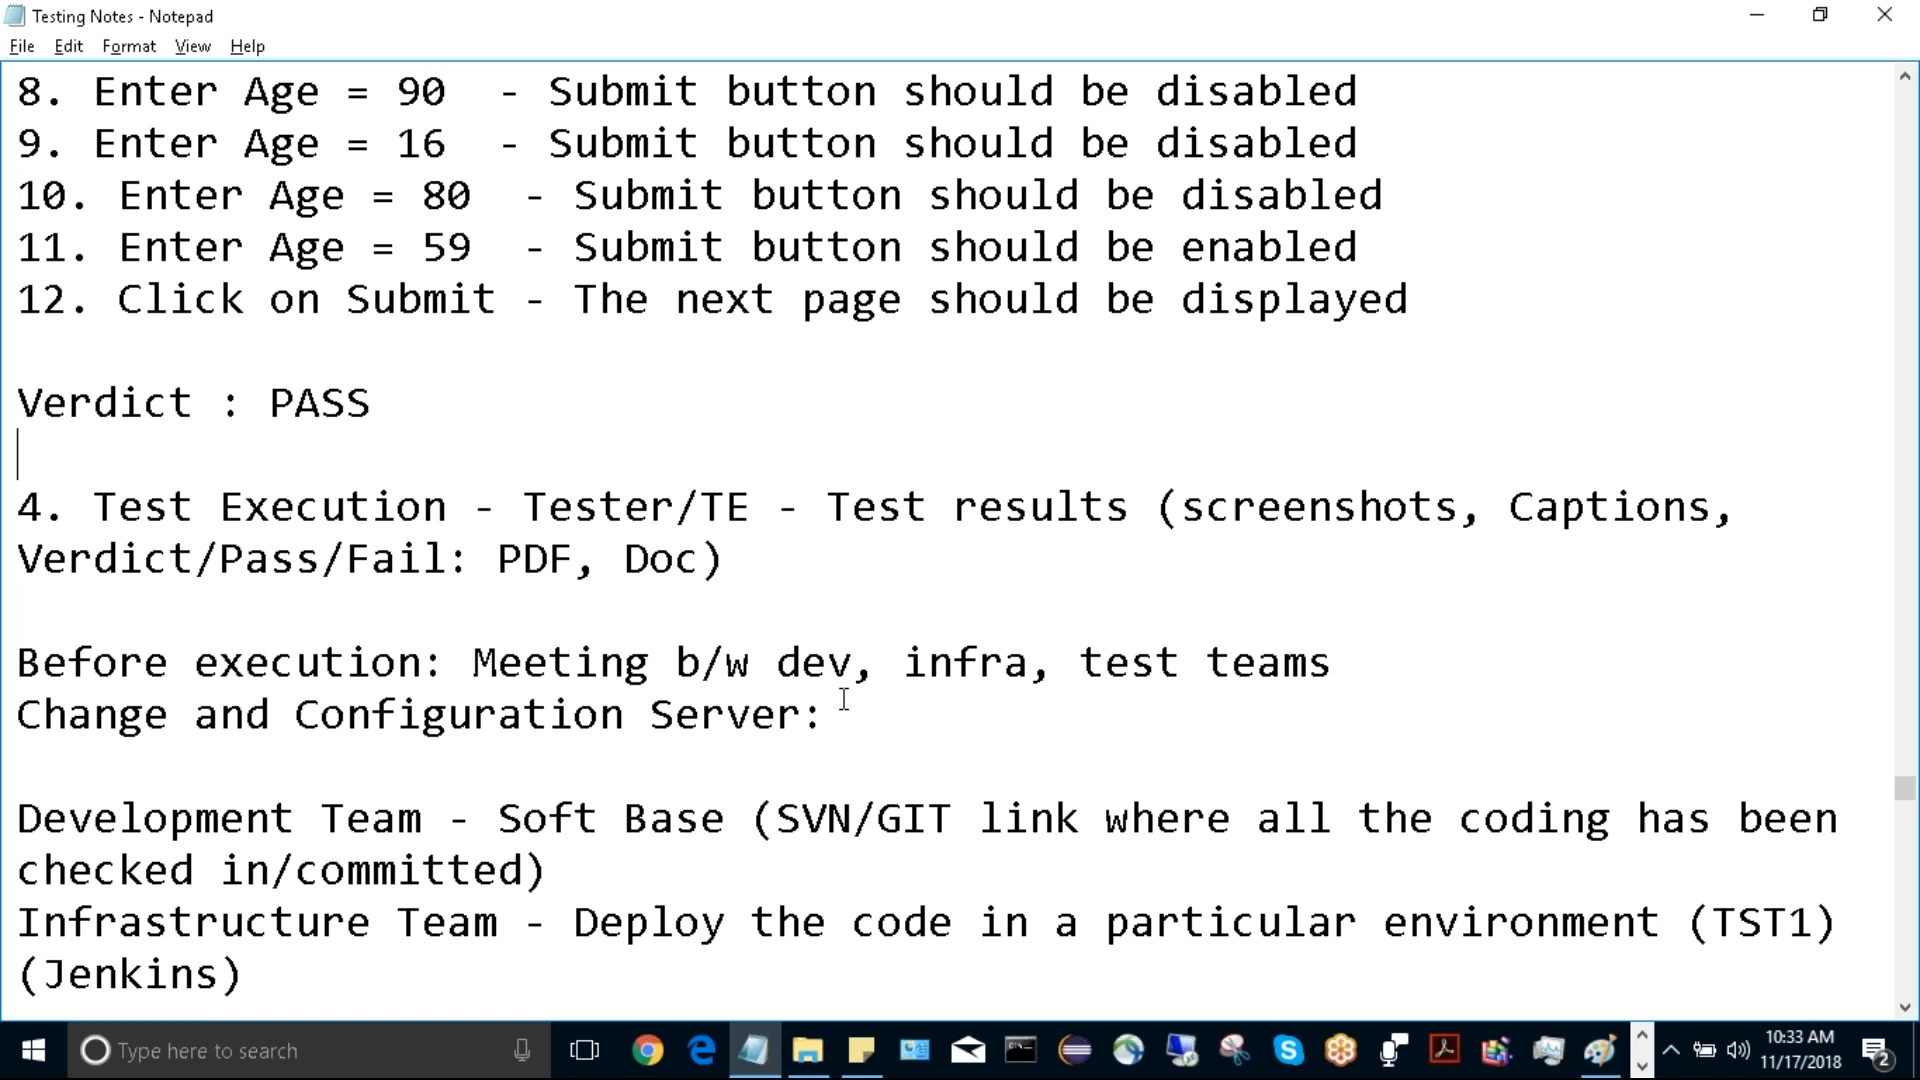 Testing Notes - Notepad
File Edit Format View Help
8. Enter Age = 90  - Submit button should be disabled
9. Enter Age = 16  - Submit button should be disabled
10. Enter Age = 80  - Submit button should be disabled
11. Enter Age = 59  - Submit button should be enabled
12. Click on Submit - The next page should be displayed
Verdict : PASS
4. Test Execution - Tester/TE - Test results (screenshots, Captions,
Verdict/Pass/Fail: PDF, Doc)
Before execution: Meeting b/w dev, infra, test teams
Change and Configuration Server:
Development Team - Soft Base (SVN/GIT link where all the coding has been
checked in/committed)
Infrastructure Team - Deploy the code in a particular environment (TST1)
(Jenkins)
Type here to search
10:33 AM
11/17/2018
2